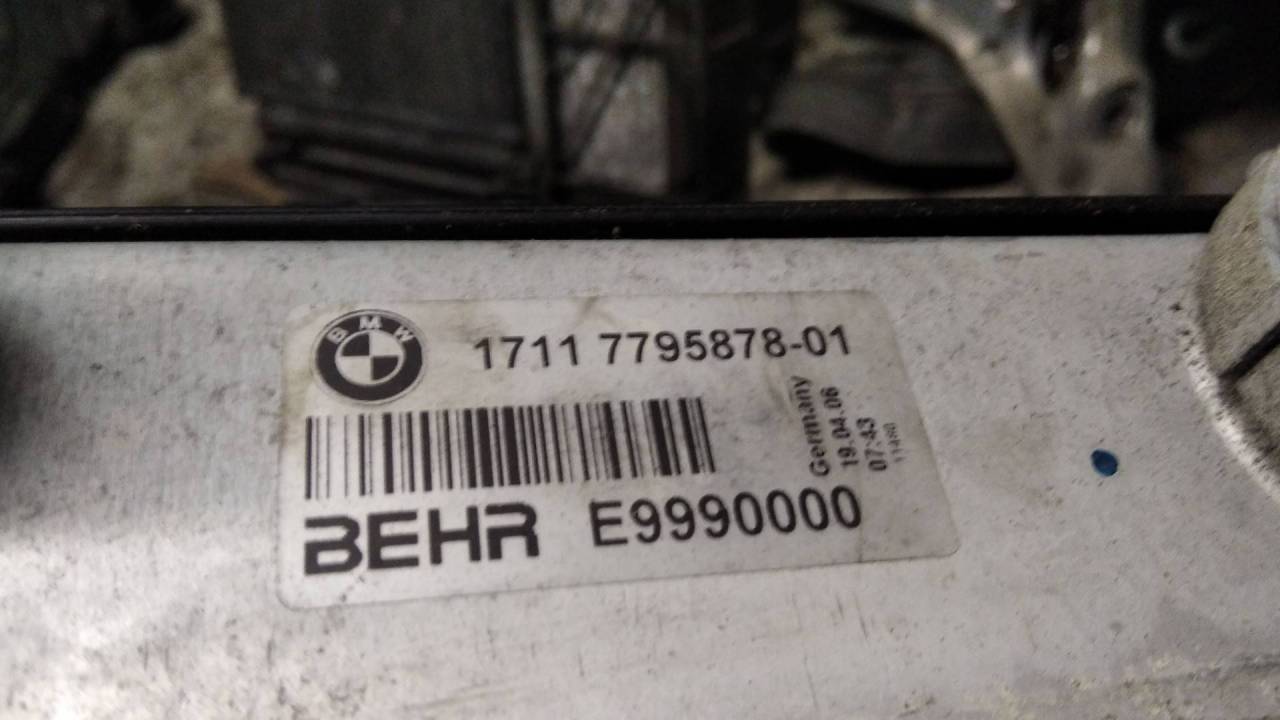 BMW
1711 7795878-01
Germany
19.04.06
07:43
BEHR E9990000